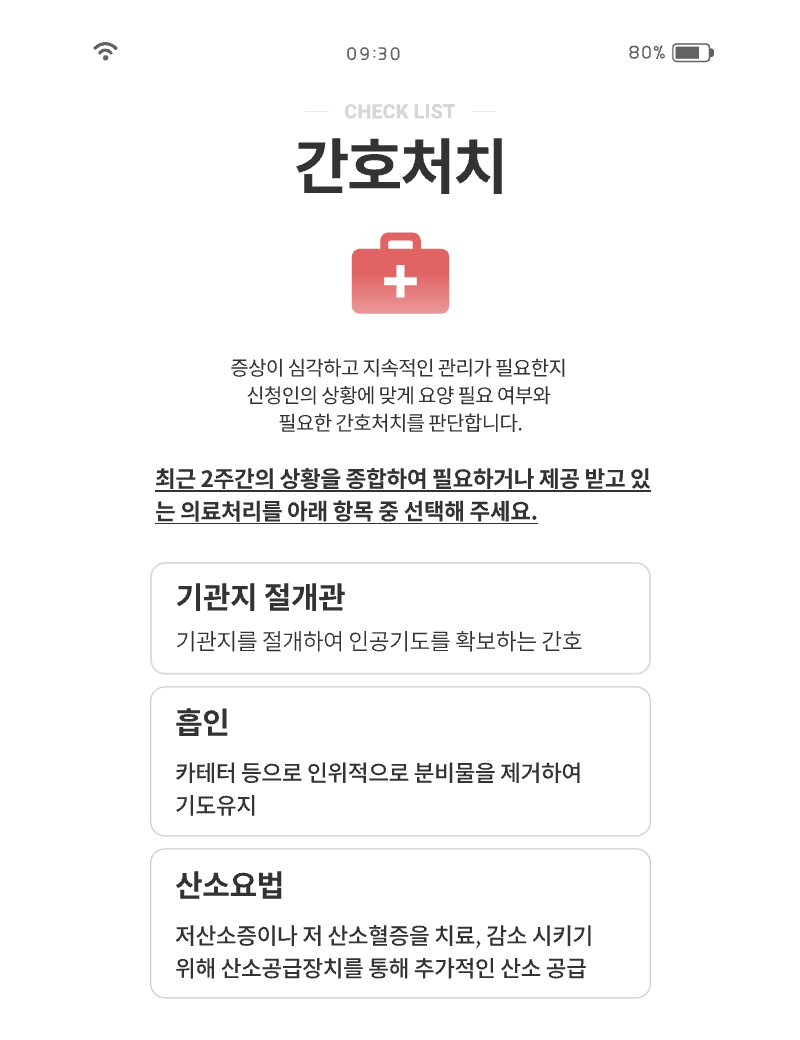 09:30
80%
CHECK LIST
간호처치
증상이 심각하고 지속적인 관리가 필요한지
신청인의 상황에 맞게 요양 필요 여부와
필요한 간호처치를 판단합니다.
최근 2주간의 상황을 종합하여 필요하거나 제공 받고 있
는 의료처리를 아래 항목 중 선택해 주세요.
기관지 절개관
기관지를 절개하여 인공기도를 확보하는 간호
흡인
카테터 등으로 인위적으로 분비물을 제거하여
기도유지
산소요법
저산소증이나 저 산소혈증을 치료, 감소 시키기
위해 산소공급장치를 통해 추가적인 산소 공급